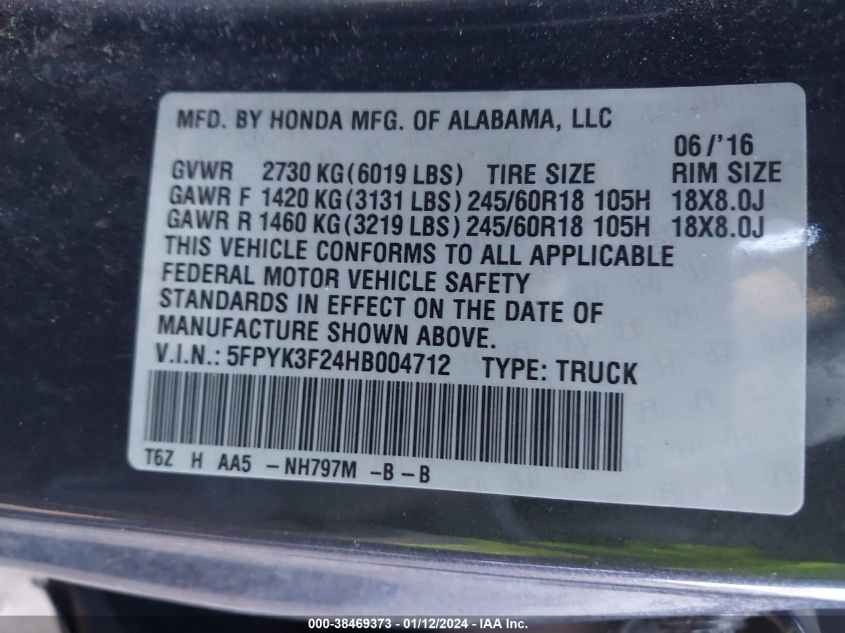 MFD. BY HONDA MFG. OF ALABAMA, LLC
06/'16
GVWR 2730 KG(6019 LBS) TIRE SIZE RIM SIZE
GAWR F 1420 KG(3131 LBS) 245/60R18 105H 18X8.0J
GAWR R 1460 KG(3219 LBS) 245/60R18 105H 18X8.0J
THIS VEHICLE CONFORMS TO ALL APPLICABLE
FEDERAL MOTOR VEHICLE SAFETY
STANDARDS IN EFFECT ON THE DATE OF
MANUFACTURE SHOWN ABOVE.
V.I.N.: 5FPYK3F24HB004712 TYPE: TRUCK
T6Z H AA5 -NH797M -B-B
000-38469373 - 01/12/2024 - IAA Inc.